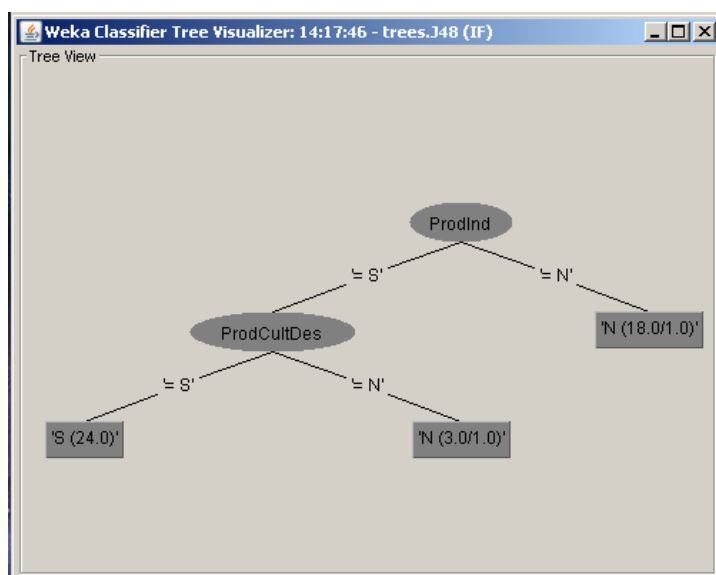 Weka Classifier Tree Visualizer: 14:17:46 - trees.J48 (IF)
Tree View
ProdInd
'= S'
'= N'
ProdCultDes
'N (18.0/1.0)'
'= S'
'= N'
'S (24.0)'
'N (3.0/1.0)'